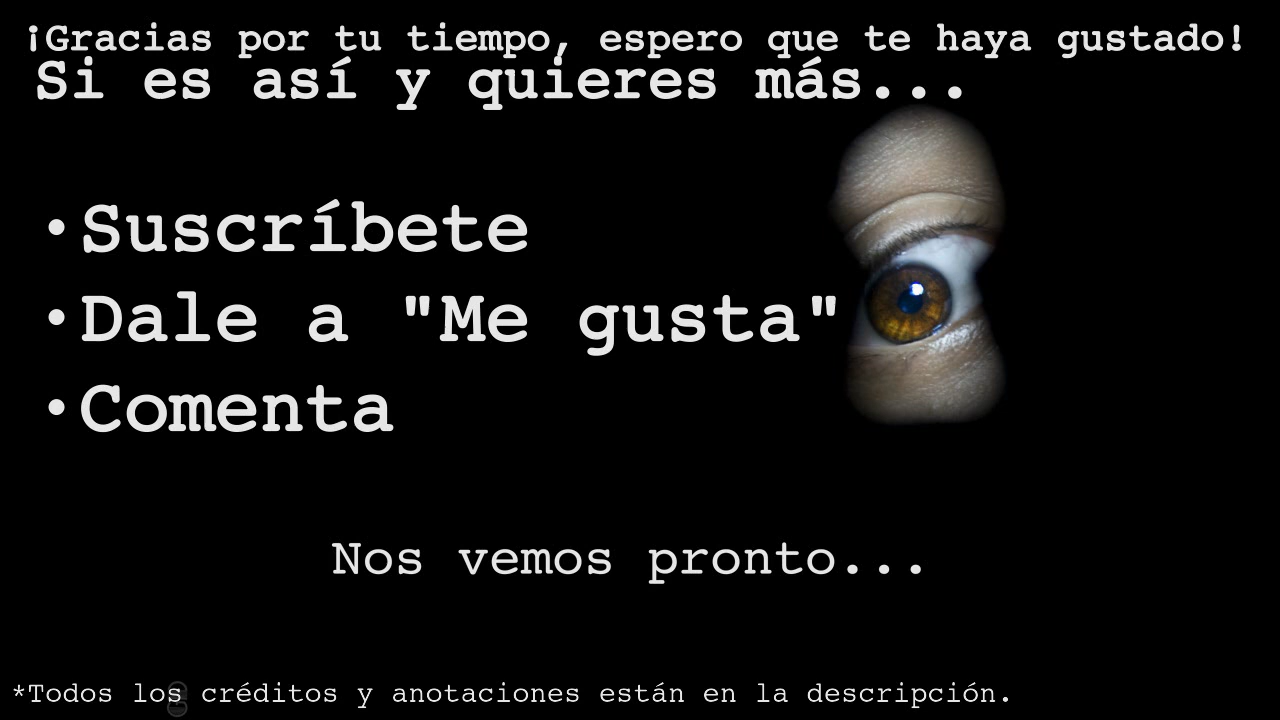 ¡Gracias por tu tiempo, espero que te haya gustado!
Si es así y quieres más...
•Suscríbete
•Dale a "Me gusta"
•Comenta
Nos vemos pronto...
*Todos los créditos y anotaciones están en la descripción.